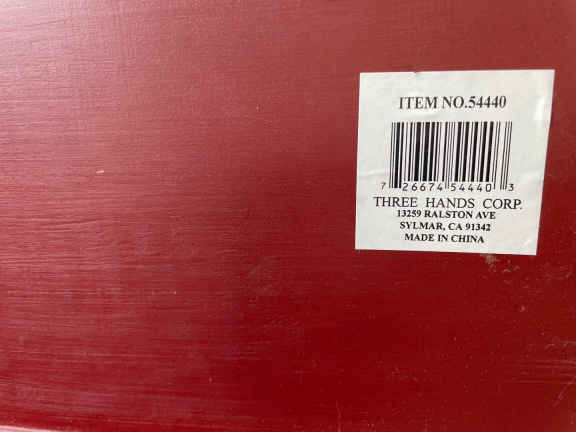 ITEM NO.54440
7 26674 54440 3
THREE HANDS CORP.
13259 RALSTON AVE
SYLMAR, CA 91342
MADE IN CHINA